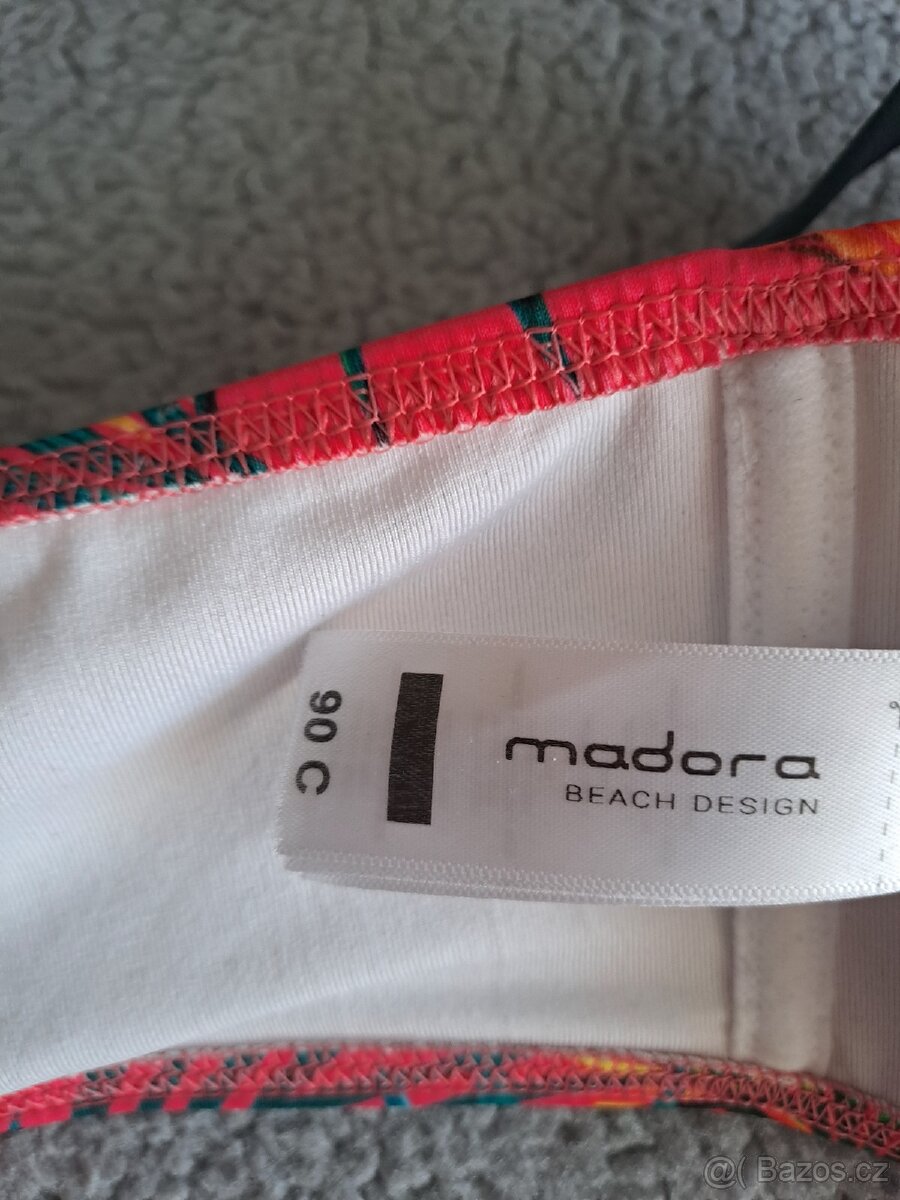 90 C
madora
BEACH DESIGN
@( Bazos.cz